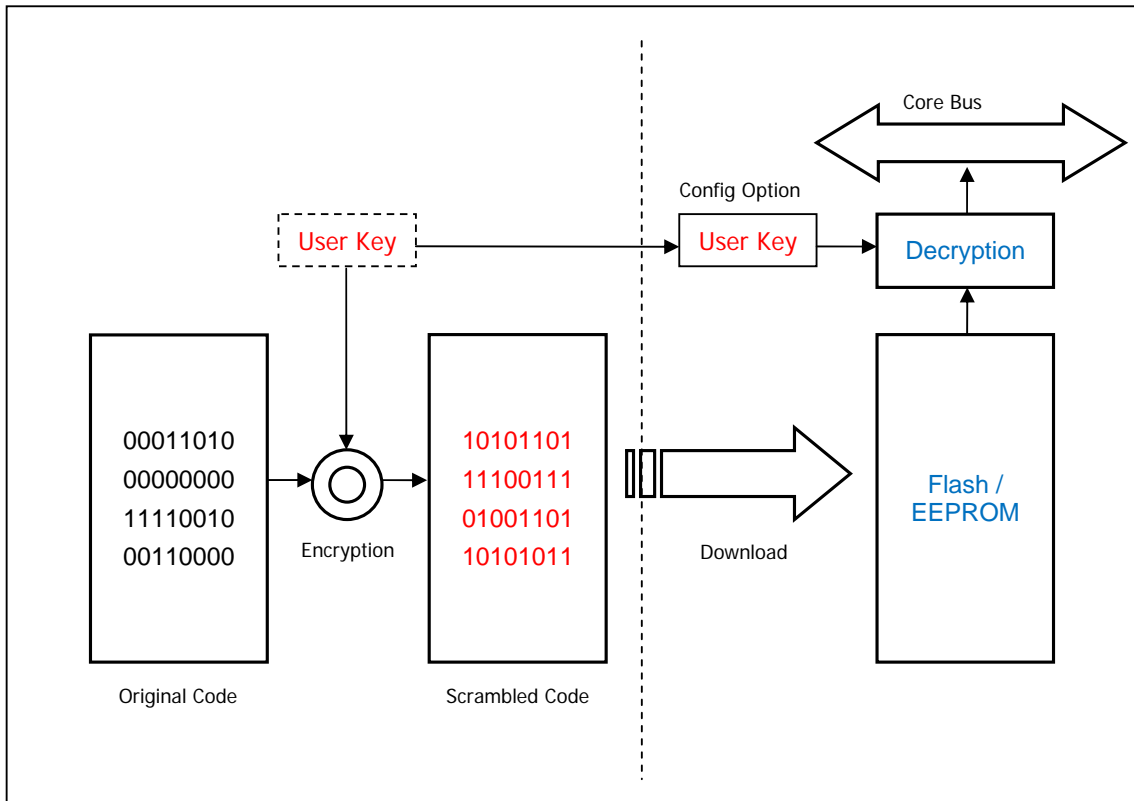 Core Bus
Config Option
User Key
User Key
Decryption
00011010
00000000
11110010
00110000
Encryption
10101101
11100111
01001101
10101011
Download
Flash /
EEPROM
Original Code
Scrambled Code